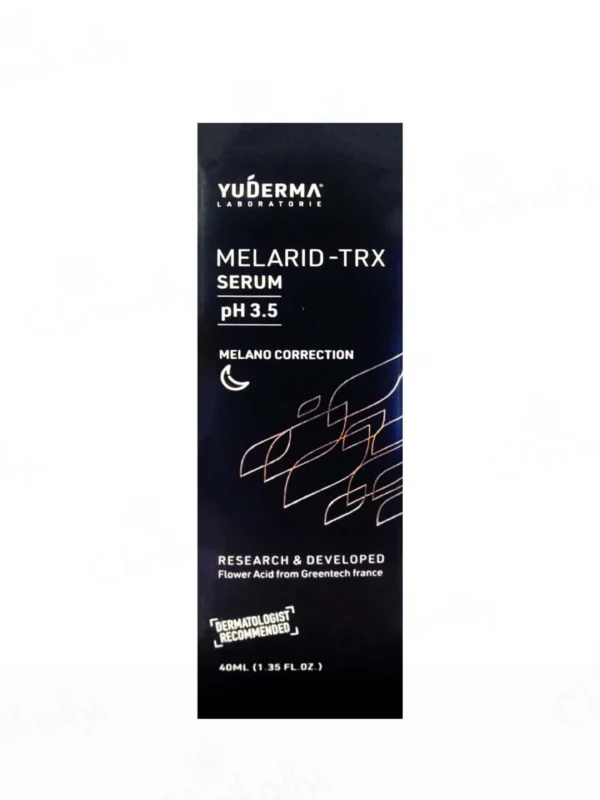 YUDERMA®
LABORATORIE
MELARID-TRX
SERUM
pH 3.5
MELANO CORRECTION
RESEARCH & DEVELOPED
Flower Acid from Greentech france
DERMATOLOGIST
RECOMMENDED
40ML (1.35 FL.OZ.)